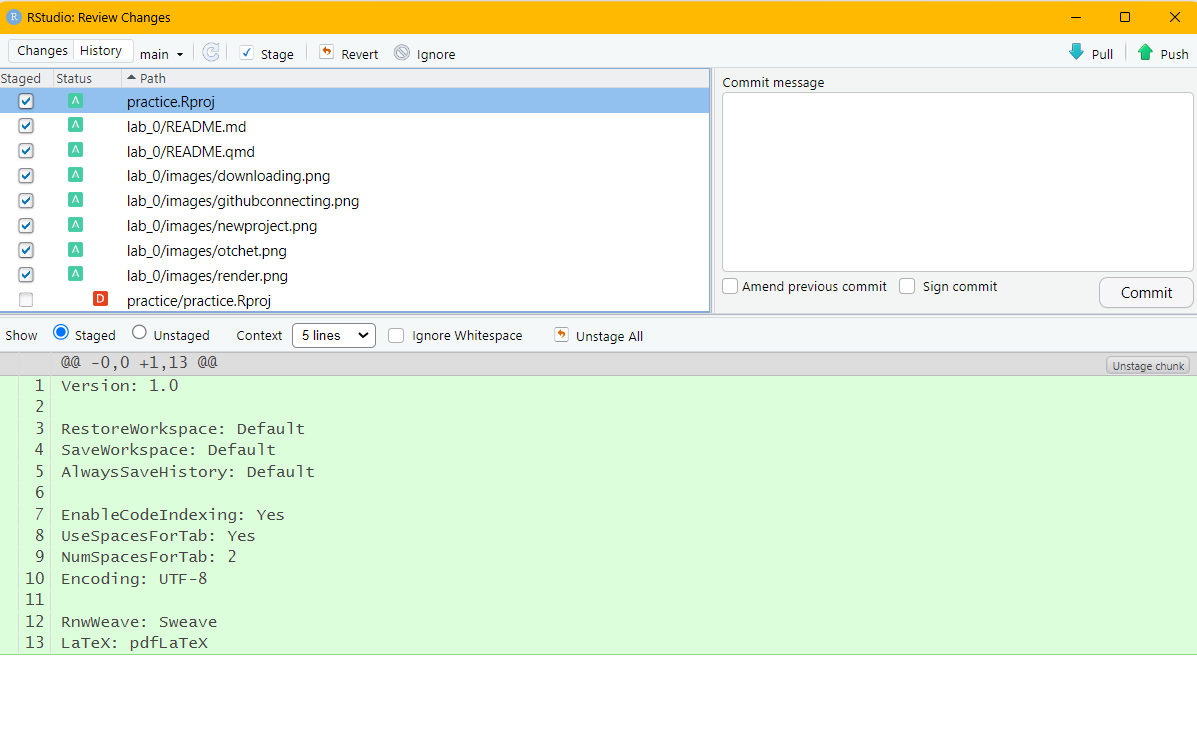 R RStudio: Review Changes
Changes History main Stage Revert Ignore Pull Push
Staged Status Path
A practice.Rproj
A lab_0/README.md
A lab_0/README.qmd
A lab_0/images/downloading.png
A lab_0/images/githubconnecting.png
A lab_0/images/newproject.png
A lab_0/images/otchet.png
A lab_0/images/render.png
D practice/practice.Rproj
Commit message
Amend previous commit Sign commit Commit
Show Staged Unstaged Context 5 lines Ignore Whitespace Unstage All
@@ -0,0 +1,13 @@ Unstage chunk
1 Version: 1.0
2
3 RestoreWorkspace: Default
4 SaveWorkspace: Default
5 AlwaysSaveHistory: Default
6
7 EnableCodeIndexing: Yes
8 UseSpacesForTab: Yes
9 NumSpacesForTab: 2
10 Encoding: UTF-8
11
12 RnwWeave: Sweave
13 LaTeX: pdfLaTeX